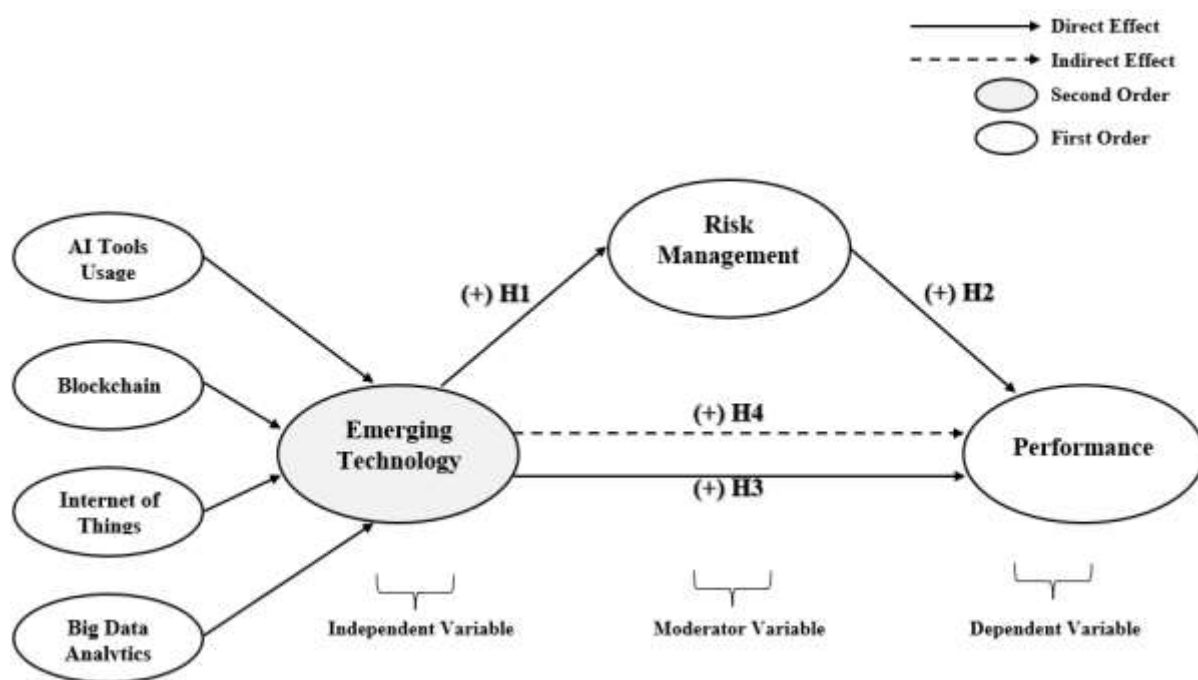 Direct Effect
Indirect Effect
Second Order
First Order
Risk
Management
AI Tools
Usage
(+) H1
(+) H2
Blockchain
(+) H4
Emerging
Technology
Performance
(+) H3
Internet of
Things
Big Data
Analytics
Independent Variable
Moderator Variable
Dependent Variable